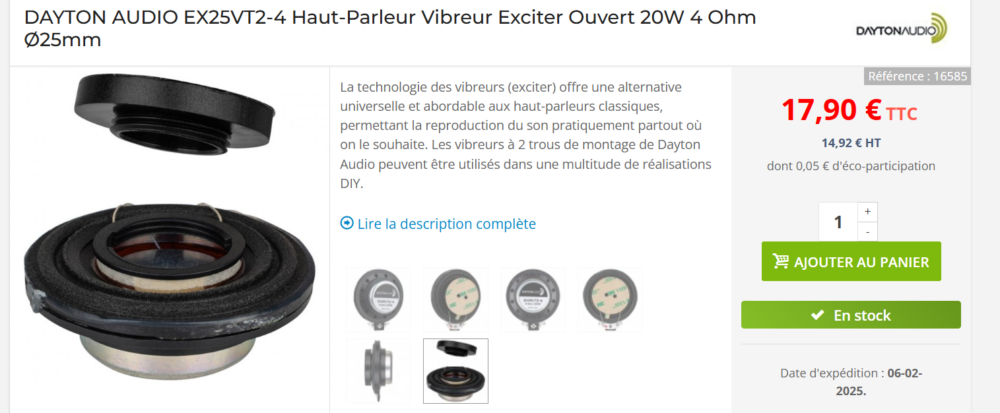 DAYTON AUDIO EX25VT2-4 Haut-Parleur Vibreur Exciter Ouvert 20W 4 Ohm
Ø25mm
DAYTONAUDIO
Référence : 16585
La technologie des vibreurs (exciter) offre une alternative
universelle et abordable aux haut-parleurs classiques,
permettant la reproduction du son pratiquement partout où
on le souhaite. Les vibreurs à 2 trous de montage de Dayton
Audio peuvent être utilisés dans une multitude de réalisations
DIY.
Lire la description complète
DAYTONAUDIO
EX25VT2-4
17,90 € TTC
14,92 € HT
dont 0,05 € d'éco-participation
1
+
-
AJOUTER AU PANIER
En stock
Date d'expédition : 06-02-
2025.